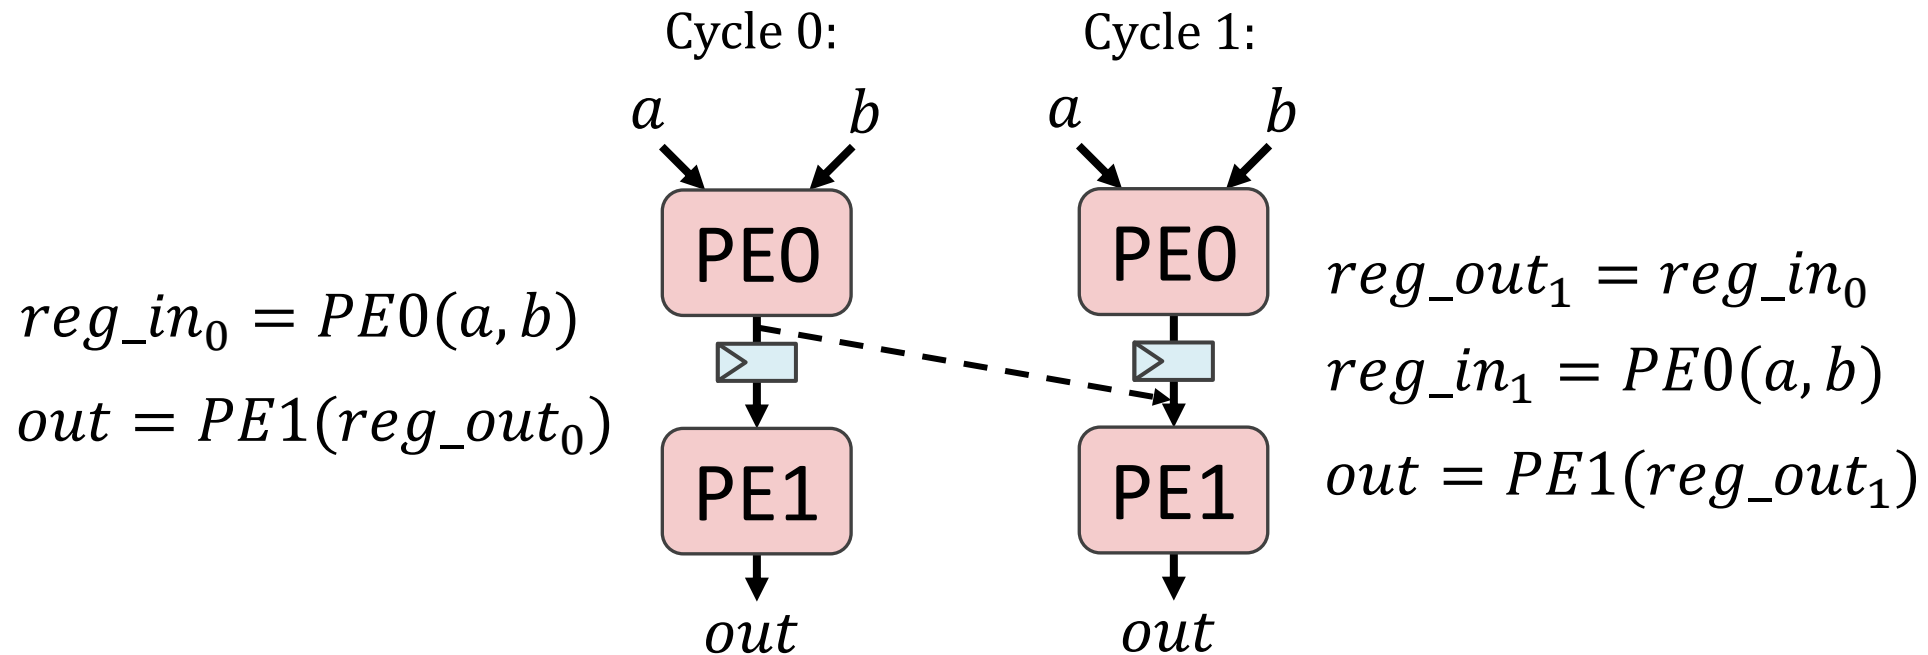 Cycle 0:
Cycle 1:
a
b
a
b
PE0
PE0
reg_in₀ = PE0(a, b)
out = PE1(reg_out₀)
reg_out₁ = reg_in₀
reg_in₁ = PE0(a, b)
out = PE1(reg_out₁)
PE1
PE1
out
out